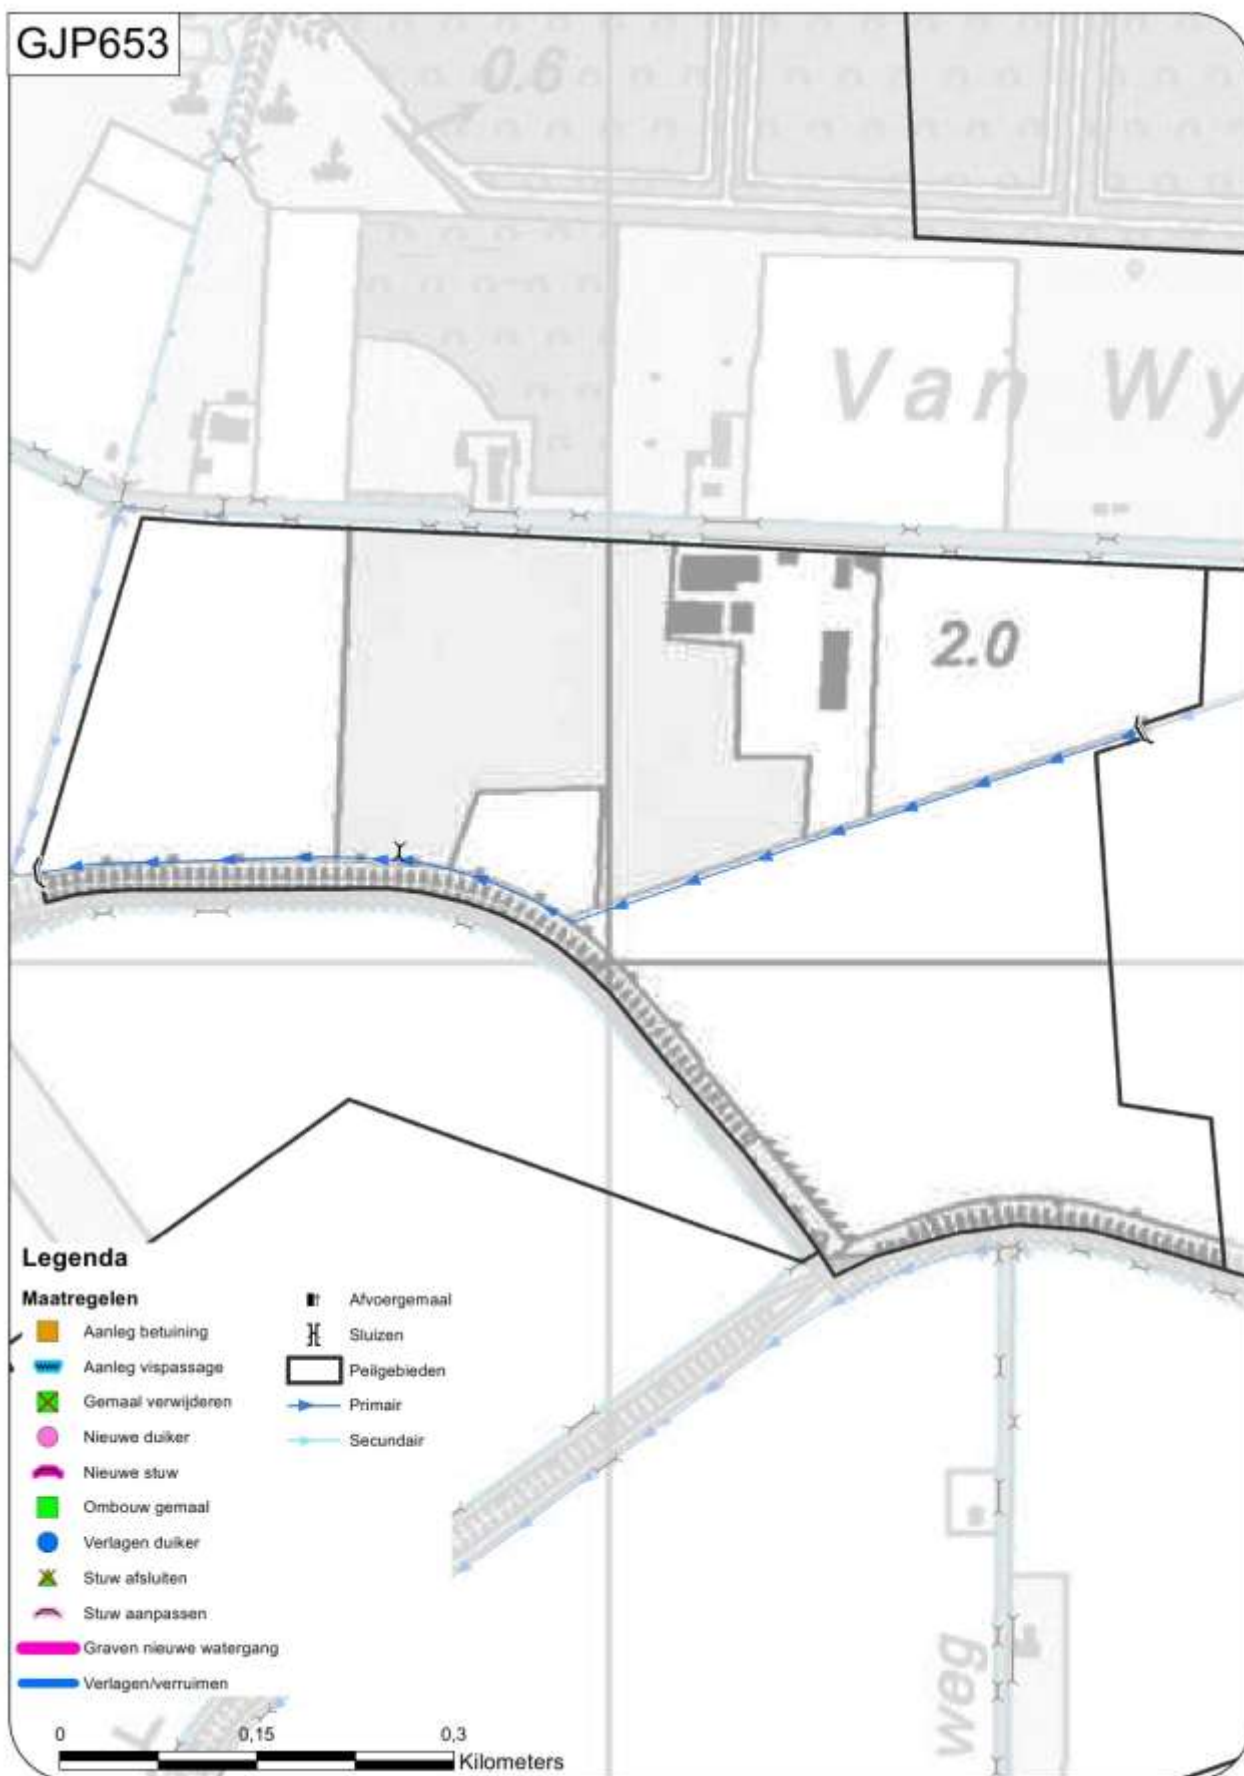 GJP653
0.6
Van Wy
2.0
Legenda
Maatregelen
Aanleg betuining
Aanleg vispassage
Gemaal verwijderen
Nieuwe duiker
Nieuwe stuw
Ombouw gemaal
Verlagen duiker
Stuw afsluiten
Stuw aanpassen
Graven nieuwe watergang
Verlagen/verruimen
Afvoergemaal
Sluizen
Peilgebieden
Primair
Secundair
weg
0 0,15 0,3
Kilometers